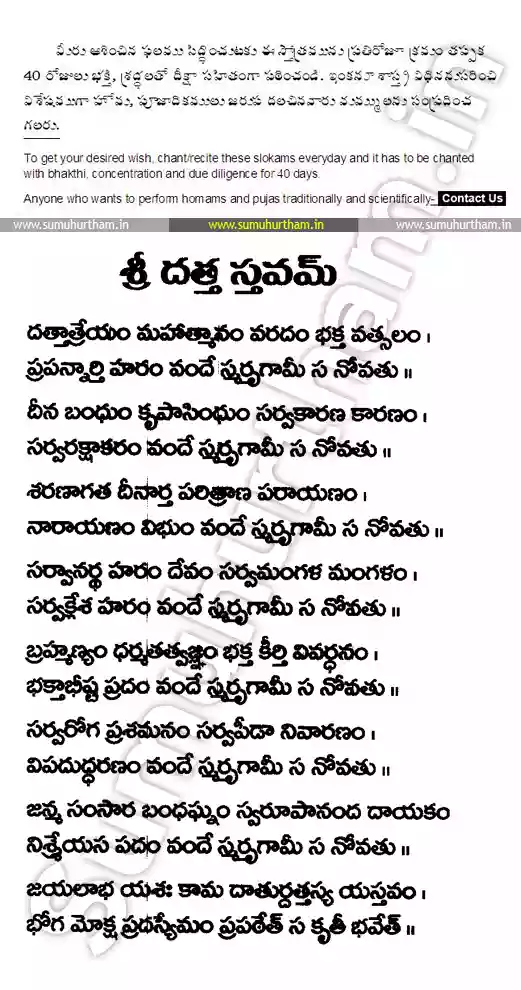 మీరు ఆశించిన ఫలము సిద్ధించుటకు ఈ స్తోత్రమును ప్రతిరోజూ క్రమం తప్పక
40 రోజులు భక్తి, శ్రద్ధలతో దీక్షా సహితంగా పఠించండి. ఇంకనూ శాస్త్ర విధిననుసరించి
విశేషముగా హోమ, పూజాదికములు జరుప దలచినవారు మమ్ములను సంప్రదించ
గలరు.
To get your desired wish, chant/recite these slokams everyday and it has to be chanted
with bhakthi, concentration and due diligence for 40 days.
Anyone who wants to perform homams and pujas traditionally and scientifically- Contact Us
www.sumuhurtham.in www.sumuhurtham.in www.sumuhurtham.in
శ్రీ దత్త స్తవమ్
దత్తాత్రేయం మహాత్మానం వరదం భక్త వత్సలం ।
ప్రపన్నార్తి హరం వందే స్మర్తృగామీ స నోవతు ॥
దీన బంధుం కృపాసింధుం సర్వకారణ కారణం ।
సర్వరక్షాకరం వందే స్మర్తృగామీ స నోవతు ॥
శరణాగత దీనార్త పరిత్రాణ పరాయణం ।
నారాయణం విభుం వందే స్మర్తృగామీ స నోవతు ॥
సర్వానర్థ హరం దేవం సర్వమంగళ మంగళం ।
సర్వక్లేశ హరం వందే స్మర్తృగామీ స నోవతు ॥
బ్రహ్మణ్యం ధర్మతత్వజ్ఞం భక్త కీర్తి వివర్ధనం ।
భక్తాభీష్ట ప్రదం వందే స్మర్తృగామీ స నోవతు ॥
సర్వరోగ ప్రశమనం సర్వపీడా నివారణం ।
విపదుద్ధరణం వందే స్మర్తృగామీ స నోవతు ॥
జన్మ సంసార బంధఘ్నం స్వరూపానంద దాయకం
నిశ్శ్రేయస పదం వందే స్మర్తృగామీ స నోవతు ॥
జయలాభ యశః కామ దాతుర్దత్తస్య యస్తవం ।
భోగ మోక్ష ప్రదస్యేమం ప్రపఠేత్ స కృతీ భవేత్ ॥
Sumuhurtham.in